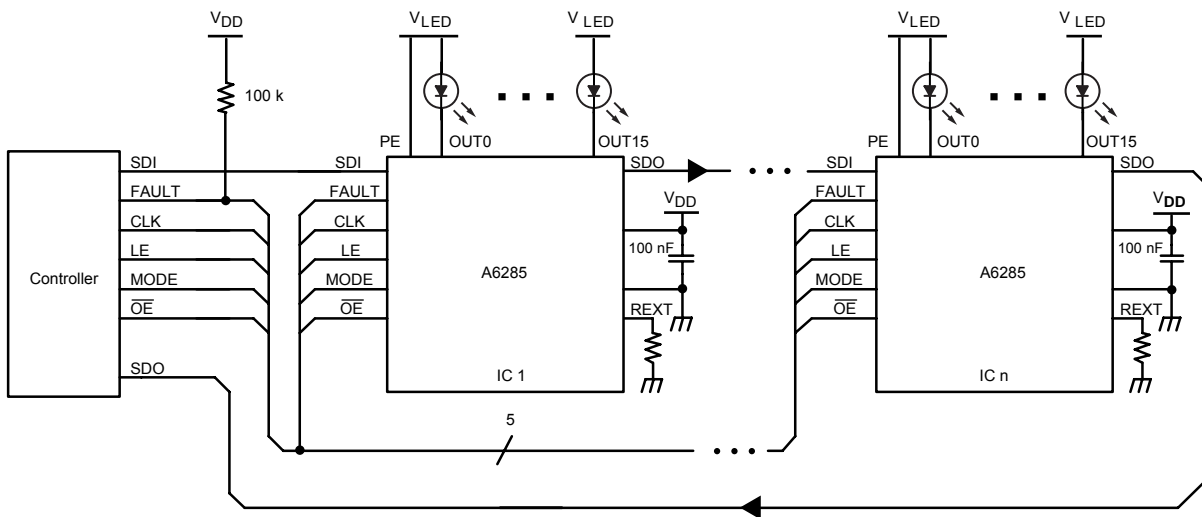 VDD
VLED
VLED
VLED
VLED
100 k
PE
OUT0
OUT15
PE
OUT0
OUT15
SDI
SDI
SDO
SDI
SDO
FAULT
FAULT
FAULT
VDD
VDD
CLK
CLK
CLK
LE
LE
100 nF
LE
100 nF
Controller
MODE
MODE
A6285
MODE
A6285
OE
OE
REXT
OE
REXT
SDO
IC 1
IC n
5